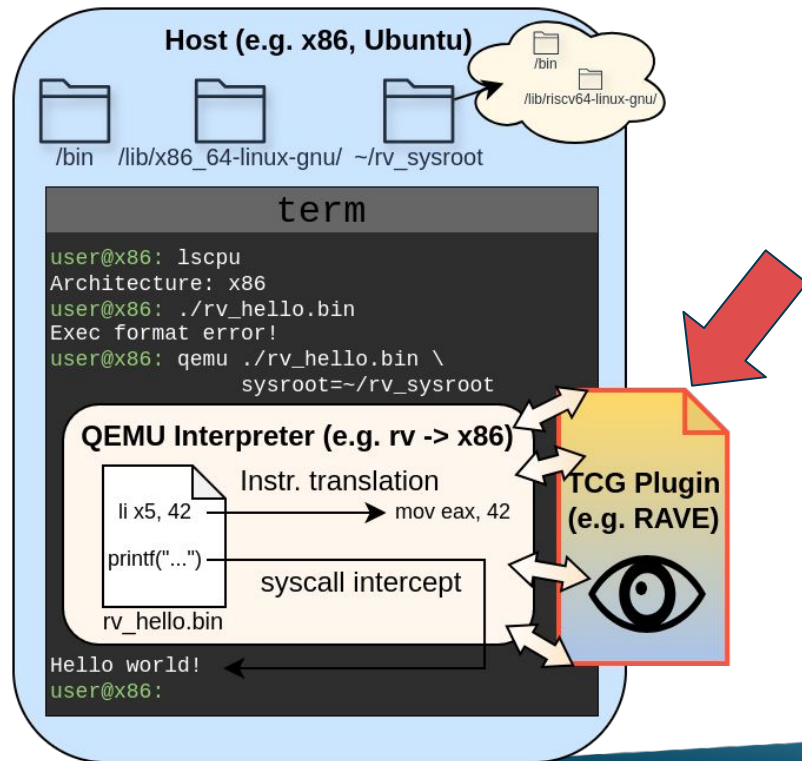 Host (e.g. x86, Ubuntu)
/bin
/lib/riscv64-linux-gnu/
/bin /lib/x86_64-linux-gnu/ ~/rv_sysroot
term
user@x86: lscpu
Architecture: x86
user@x86: ./rv_hello.bin
Exec format error!
user@x86: qemu ./rv_hello.bin \
sysroot=~/rv_sysroot
QEMU Interpreter (e.g. rv -> x86)
Instr. translation
li x5, 42
mov eax, 42
printf("...")
syscall intercept
rv_hello.bin
TCG Plugin
(e.g. RAVE)
Hello world!
user@x86: